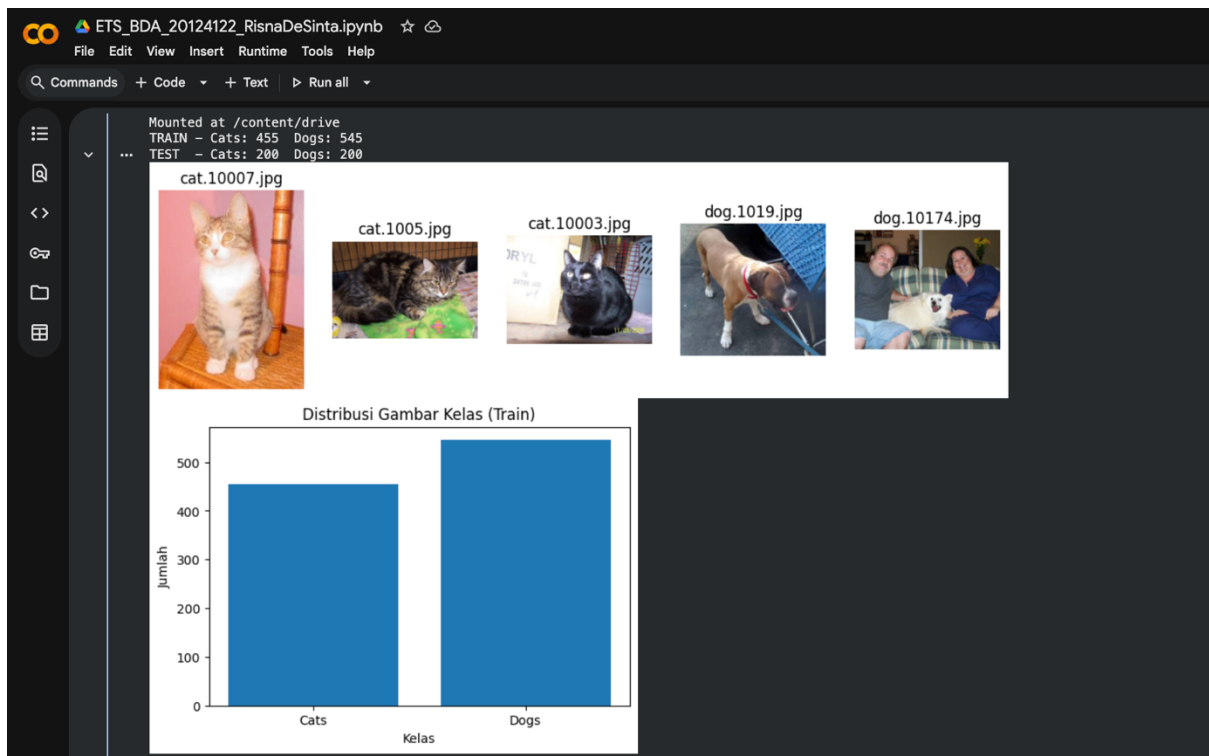 CO ETS_BDA_20124122_RisnaDeSinta.ipynb
File Edit View Insert Runtime Tools Help
Commands + Code + Text Run all
Mounted at /content/drive
TRAIN – Cats: 455 Dogs: 545
TEST – Cats: 200 Dogs: 200
cat.10007.jpg
cat.1005.jpg
cat.10003.jpg
dog.1019.jpg
dog.10174.jpg
ORYL
Distribusi Gambar Kelas (Train)
Jumlah
500
400
300
200
100
0
Cats Dogs
Kelas